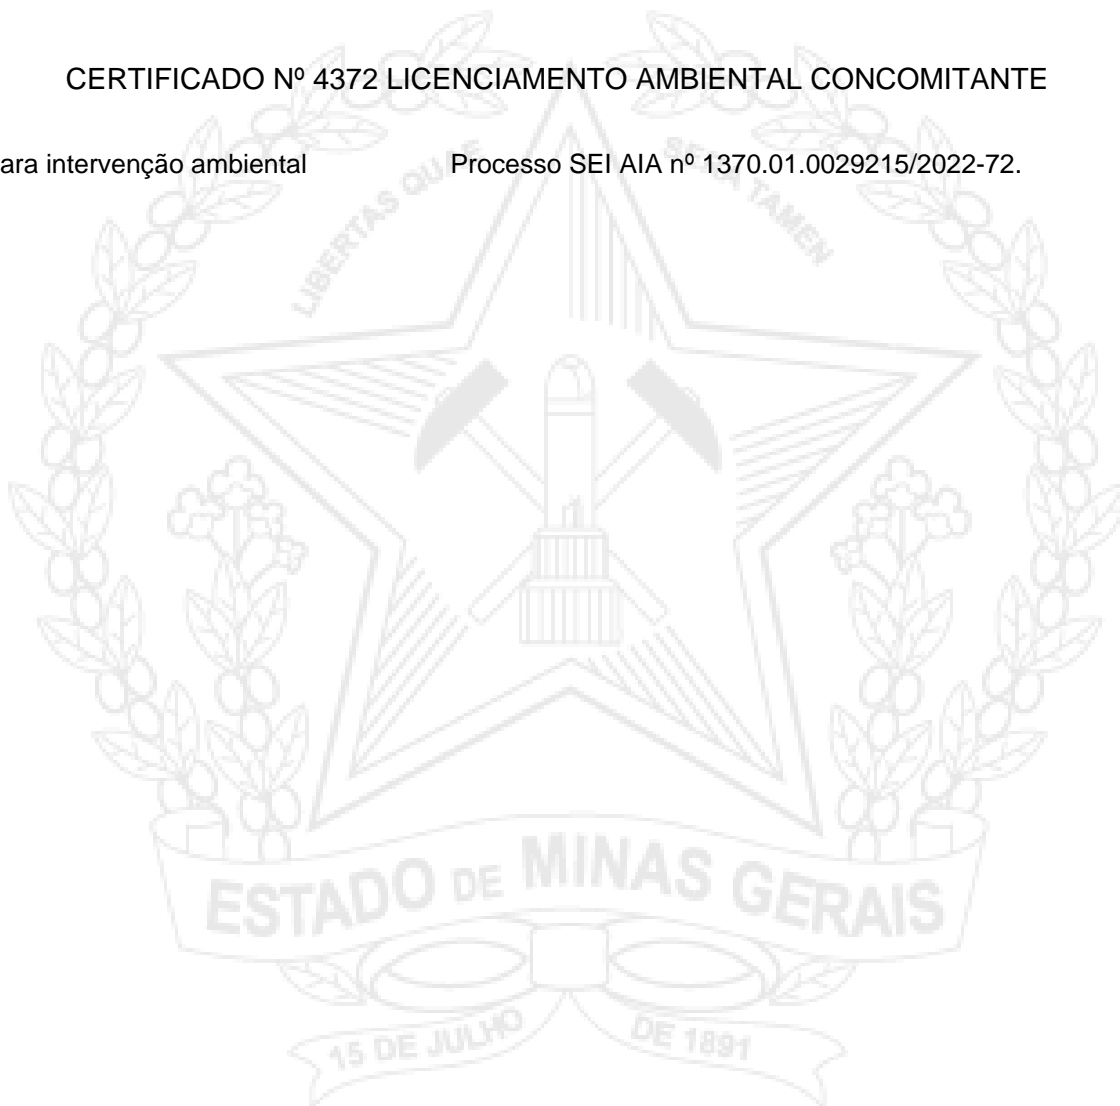 CERTIFICADO Nº 4372 LICENCIAMENTO AMBIENTAL CONCOMITANTE
ara intervenção ambiental Processo SEI AIA nº 1370.01.0029215/2022-72.
LIBERTAS QUÆ SERA TAMEN
ESTADO DE MINAS GERAIS
15 DE JULHO DE 1891